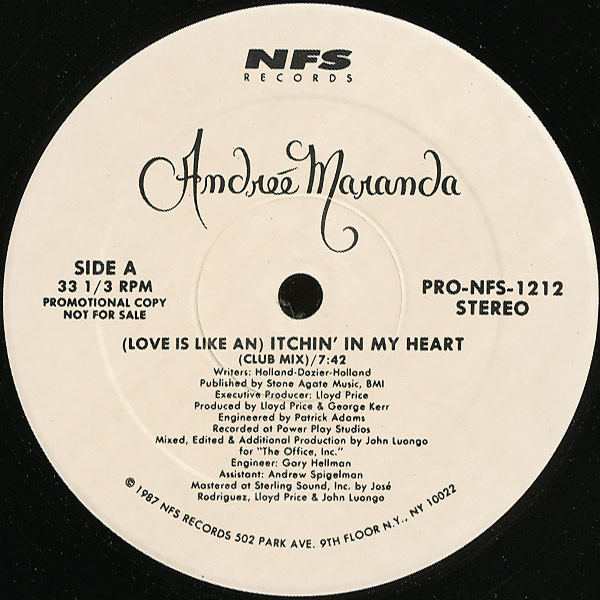 NFS
RECORDS
Andreé Maranda
SIDE A
33 1/3 RPM
PROMOTIONAL COPY
NOT FOR SALE
PRO-NFS-1212
STEREO
(LOVE IS LIKE AN) ITCHIN' IN MY HEART
(CLUB MIX)/7:42
Writers: Holland-Dozier-Holland
Published by Stone Agate Music, BMI
Executive Producer: Lloyd Price
Produced by Lloyd Price & George Kerr
Engineered by Patrick Adams
Recorded at Power Play Studios
Mixed, Edited & Additional Production by John Luongo
for "The Office, Inc."
Engineer: Gary Hellman
Assistant: Andrew Spigelman
Mastered at Sterling Sound, Inc. by José
Rodriguez, Lloyd Price & John Luongo
© 1987 NFS RECORDS 502 PARK AVE. 9TH FLOOR N.Y., NY 10022